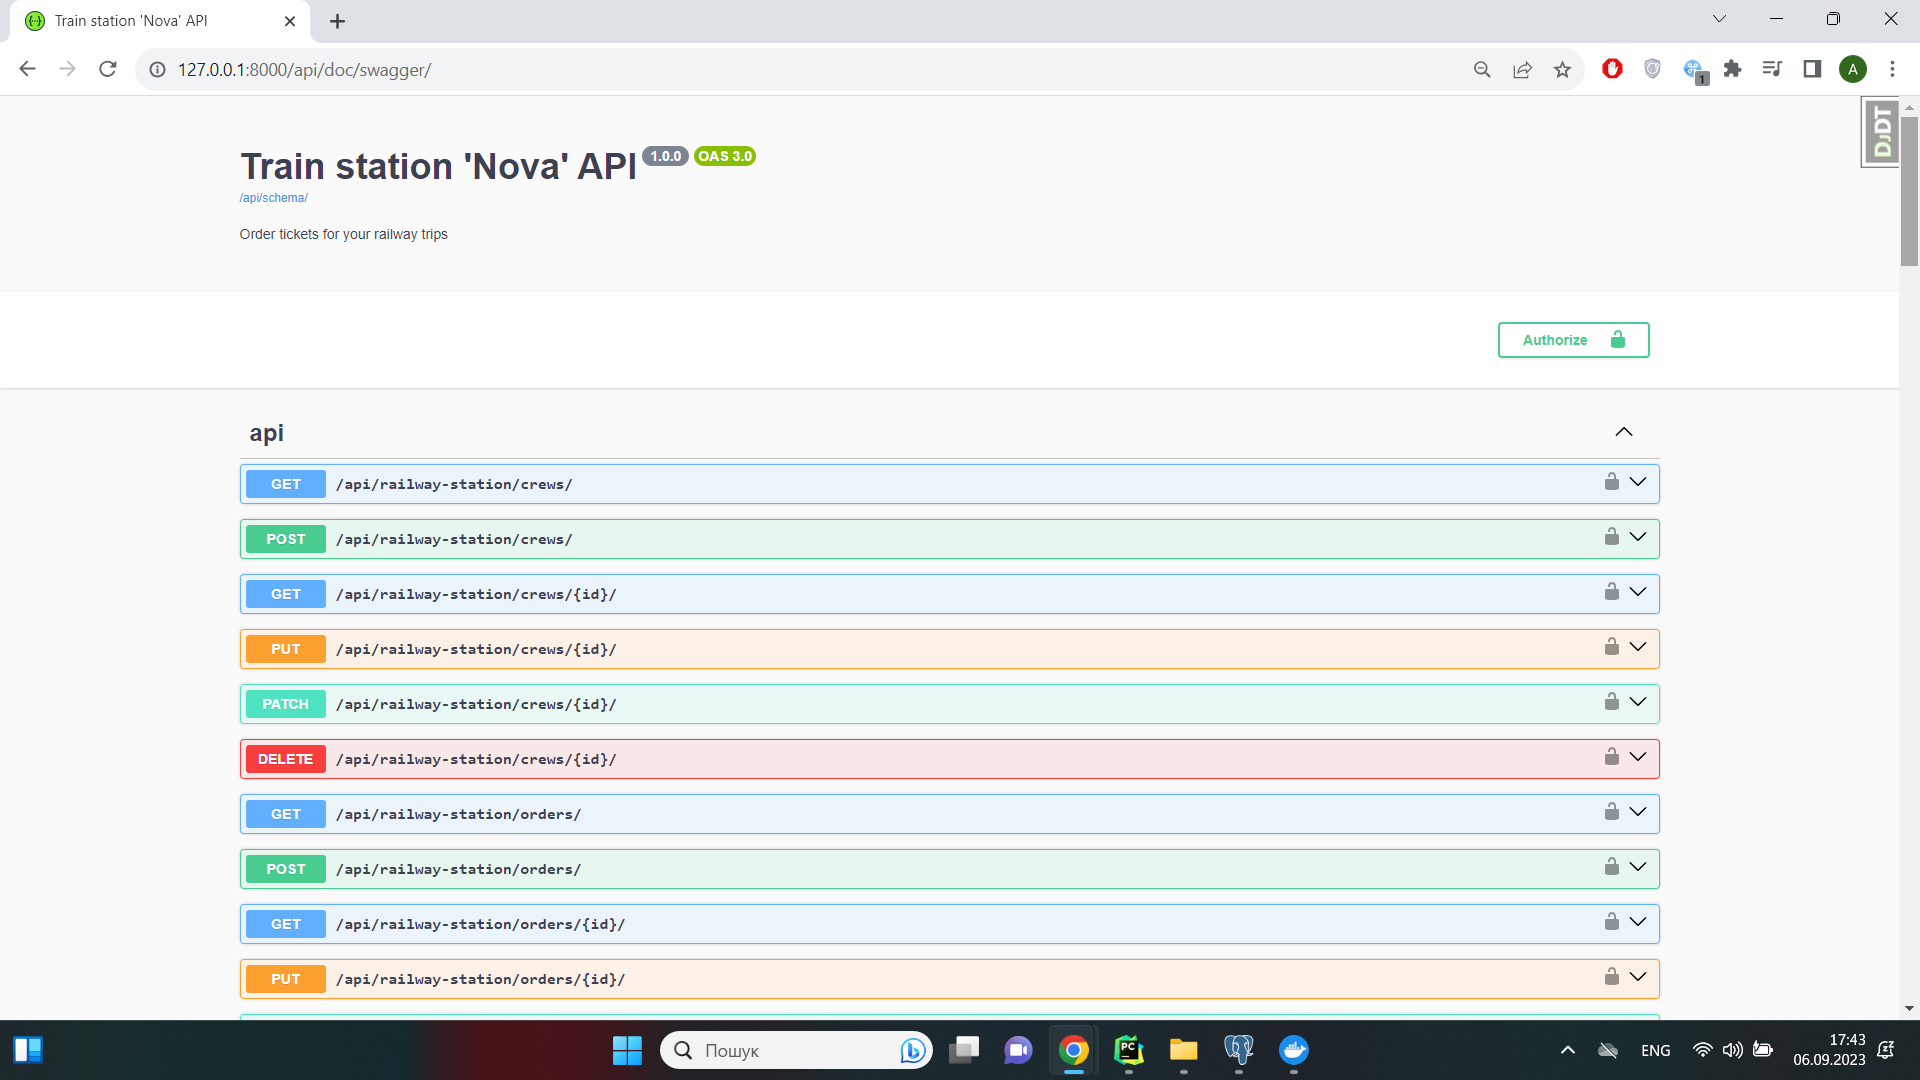 Train station 'Nova' API
127.0.0.1:8000/api/doc/swagger/
1
A
DJDT
Train station 'Nova' API 1.0.0 OAS 3.0
/api/schema/
Order tickets for your railway trips
Authorize
api
GET /api/railway-station/crews/
POST /api/railway-station/crews/
GET /api/railway-station/crews/{id}/
PUT /api/railway-station/crews/{id}/
PATCH /api/railway-station/crews/{id}/
DELETE /api/railway-station/crews/{id}/
GET /api/railway-station/orders/
POST /api/railway-station/orders/
GET /api/railway-station/orders/{id}/
PUT /api/railway-station/orders/{id}/
Пошук
PC
ENG
17:43
06.09.2023